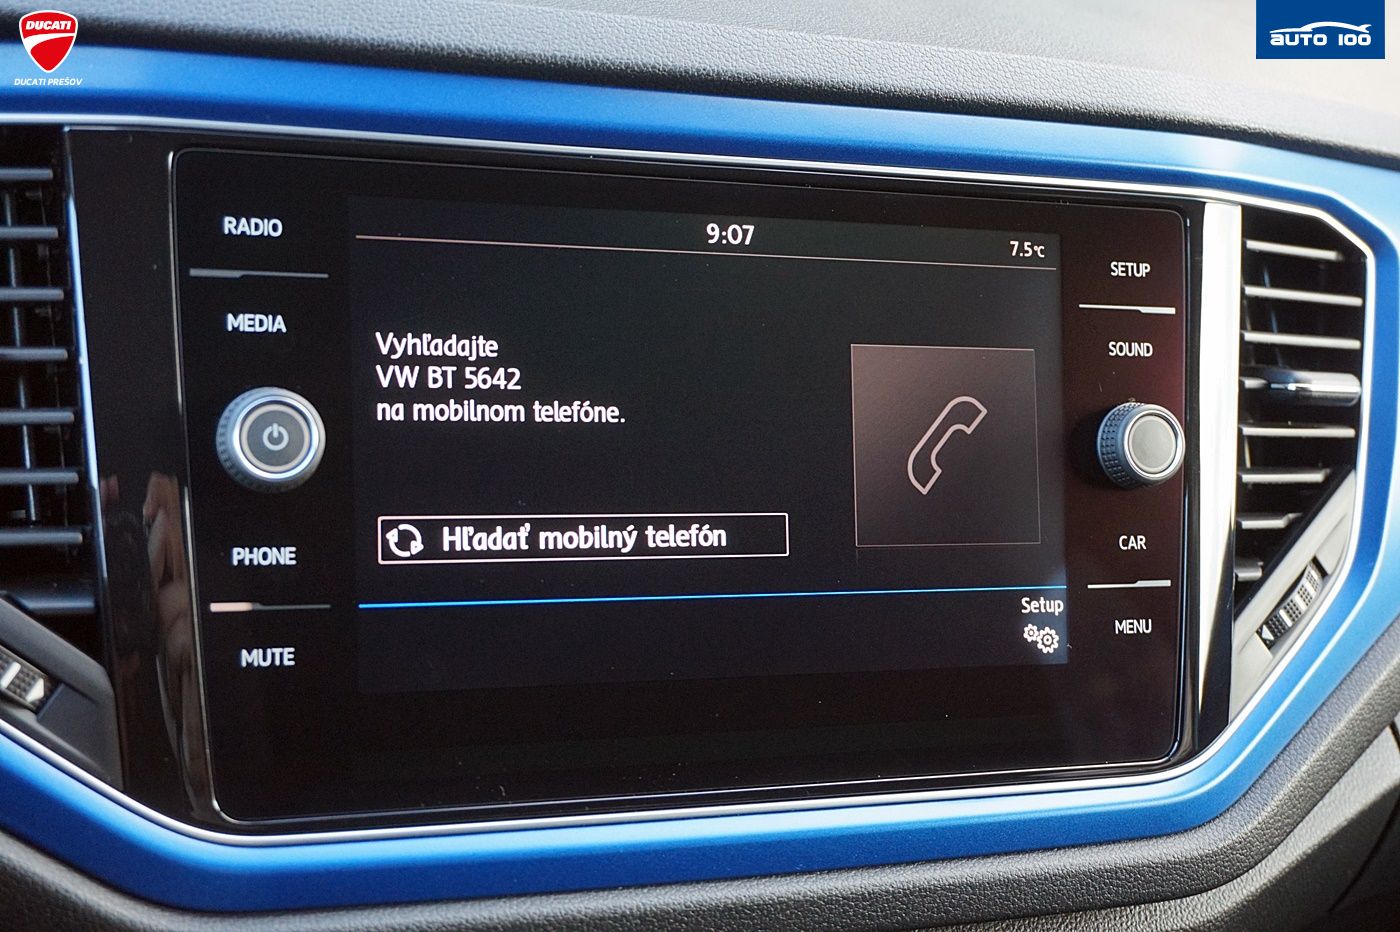 DUCATI
DUCATI PREŠOV
AUTO 100
RADIO
MEDIA
PHONE
MUTE
9:07
7.5°C
Vyhľadajte
VW BT 5642
na mobilnom telefóne.
Hľadať mobilný telefón
Setup
SETUP
SOUND
CAR
MENU